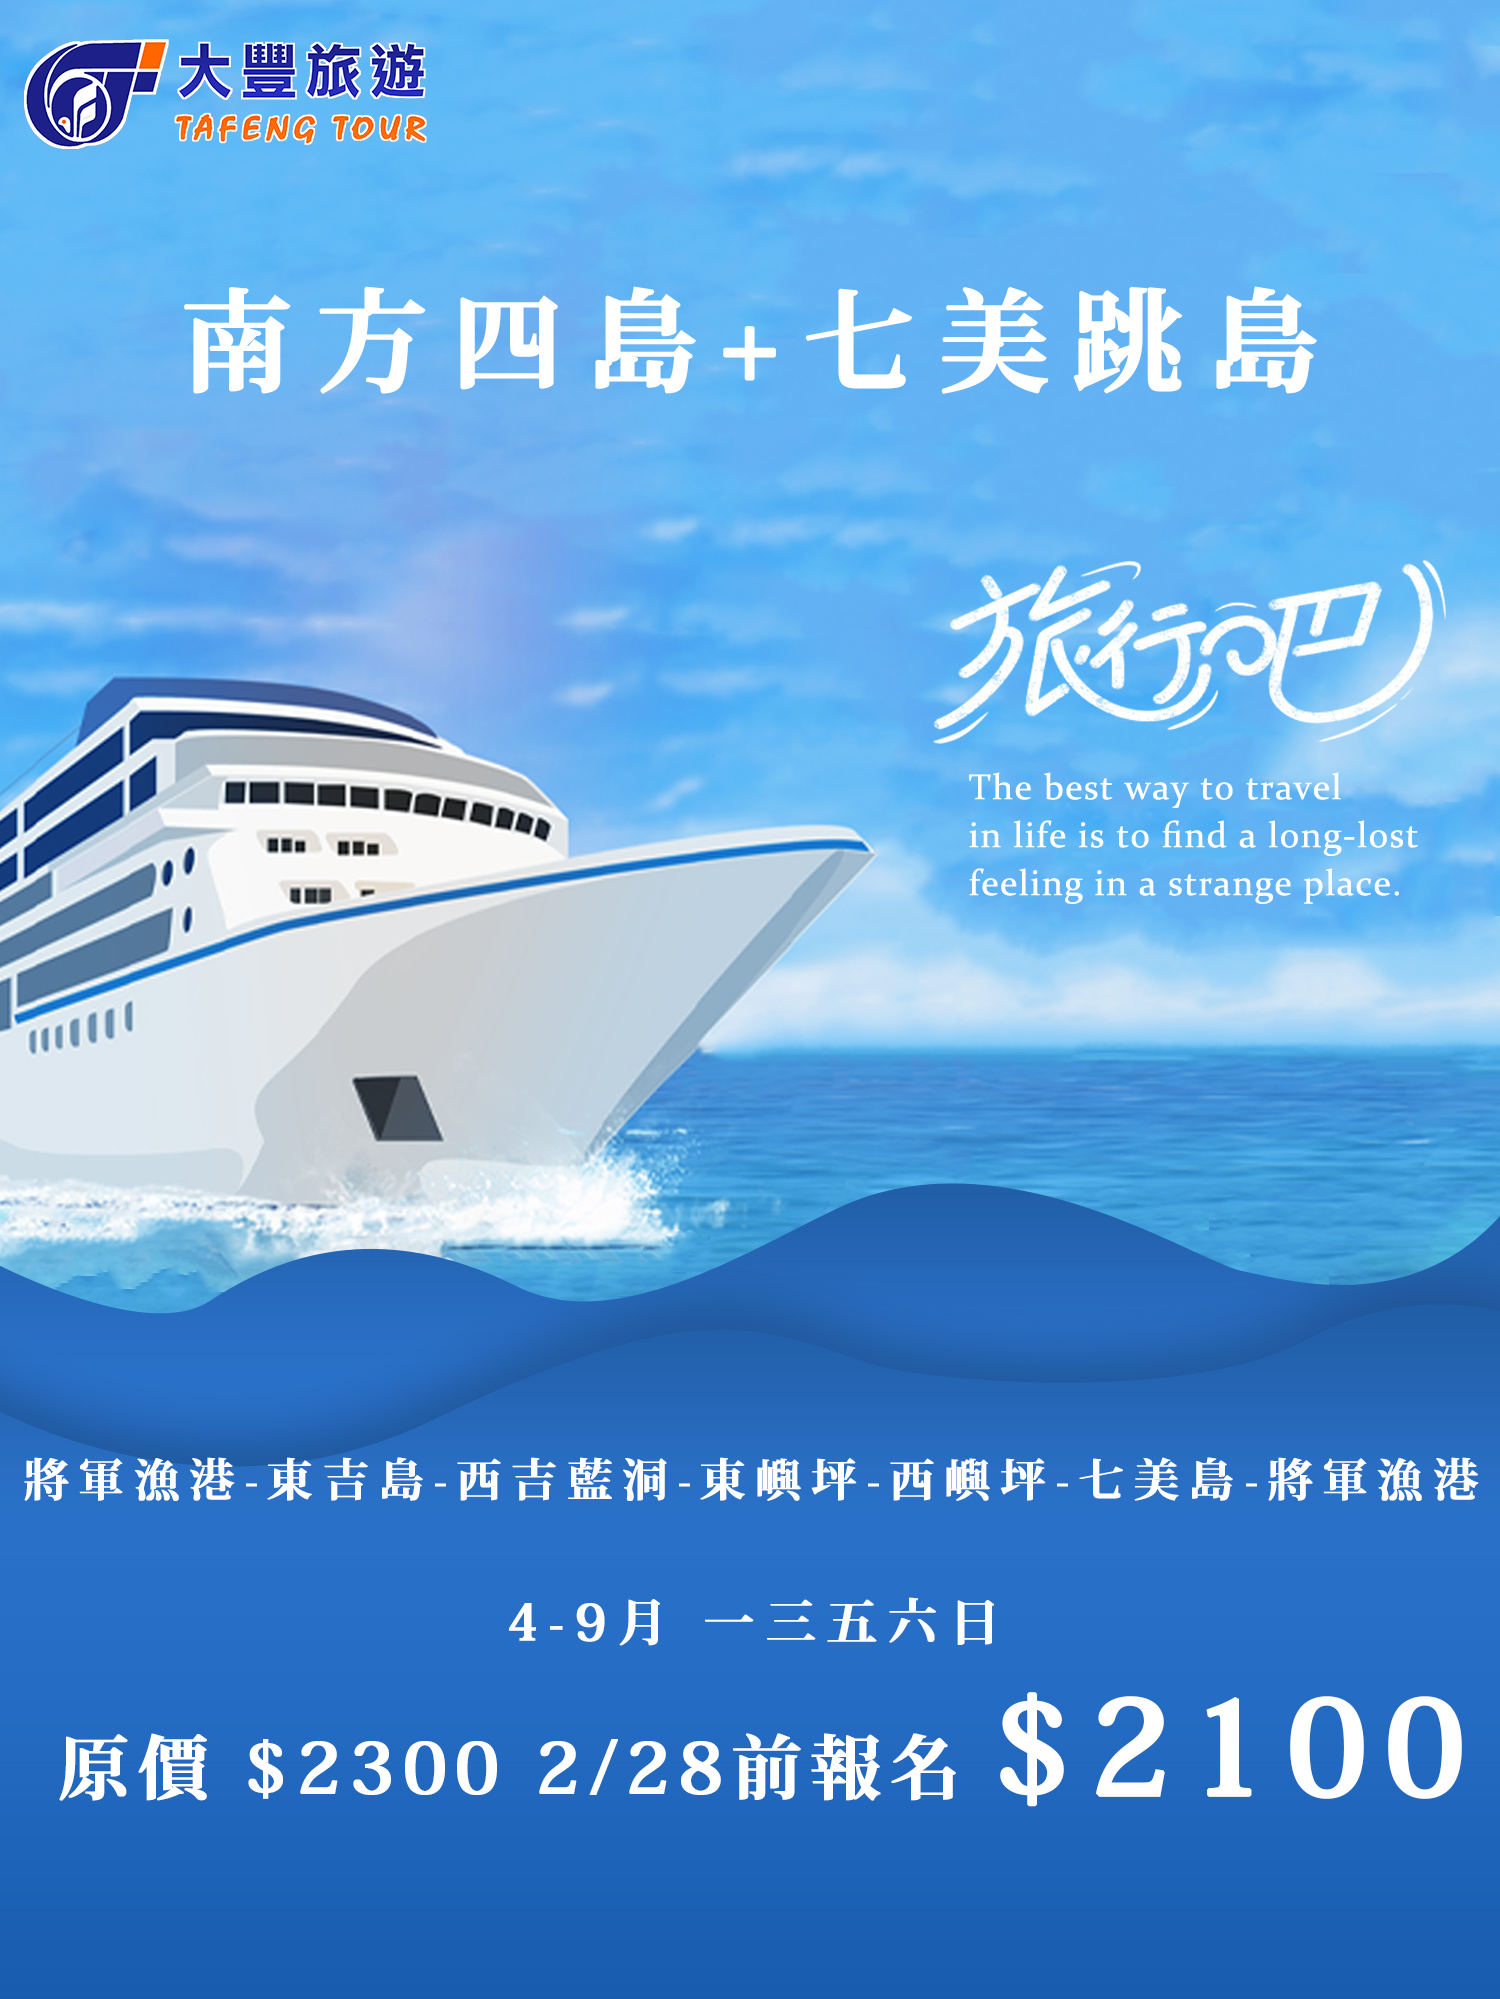 大豐旅遊
TAFENG TOUR
南方四島+七美跳島
旅行吧
The best way to travel
in life is to find a long-lost
feeling in a strange place.
將軍漁港-東吉島-西吉藍洞-東嶼坪-西嶼坪-七美島-將軍漁港
4-9月 一三五六日
原價 $2300 2/28前報名 $2100